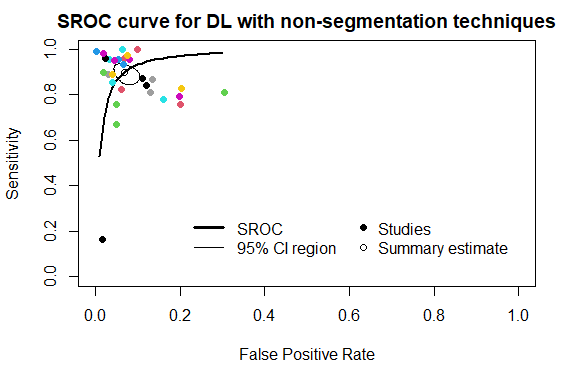 SROC curve for DL with non-segmentation techniques
Sensitivity
1.0
0.8
0.6
0.4
0.2
0.0
SROC
95% CI region
Studies
Summary estimate
0.0 0.2 0.4 0.6 0.8 1.0
False Positive Rate